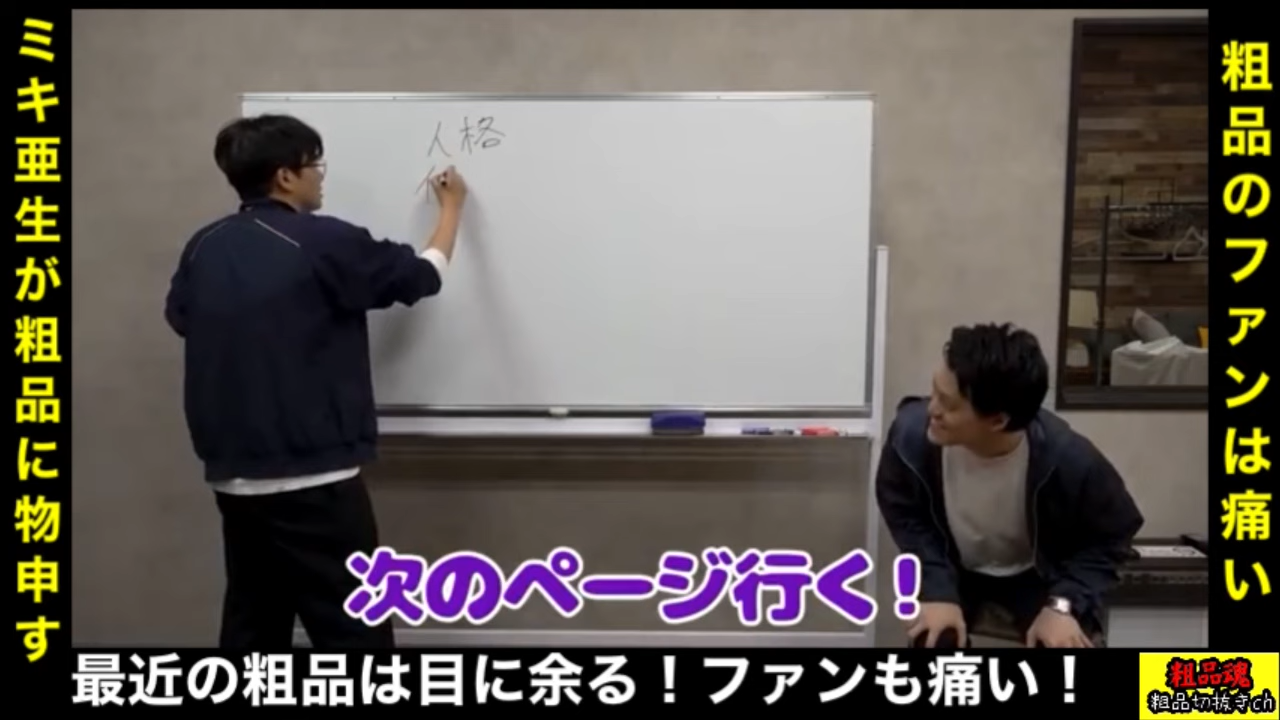 ミキ亜生が粗品に物申す
人格
次のページ行く!
粗品のファンは痛い
最近の粗品は目に余る！ファンも痛い！
粗品魂
粗品切抜きch